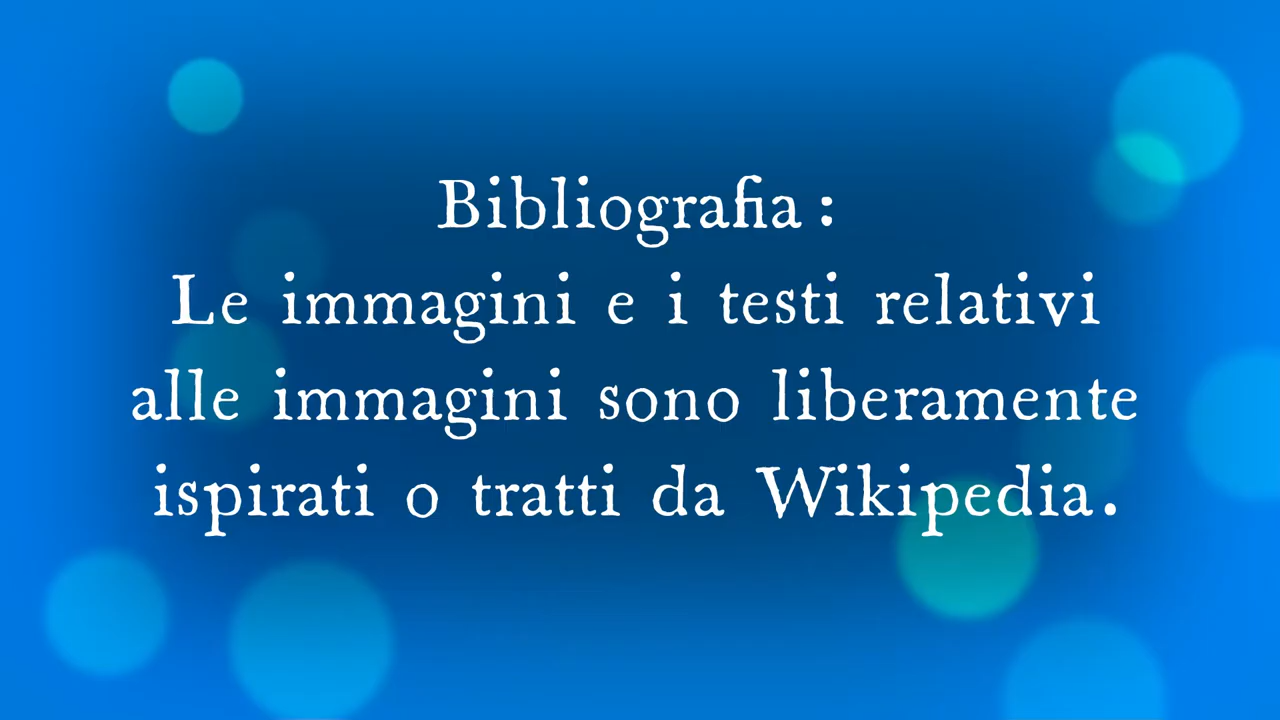 Bibliografia :
Le immagini e i testi relativi
alle immagini sono liberamente
ispirati o tratti da Wikipedia.